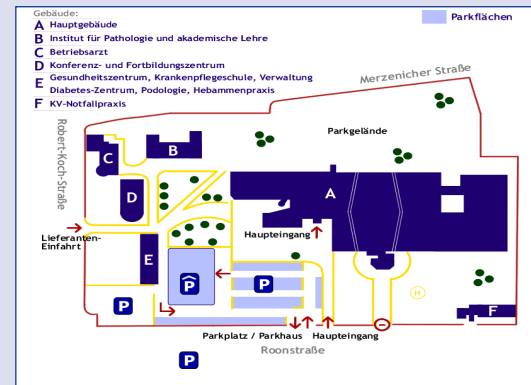 Gebäude:
A Hauptgebäude
B Institut für Pathologie und akademische Lehre
C Betriebsarzt
D Konferenz- und Fortbildungszentrum
E Gesundheitszentrum, Krankenpflegeschule, Verwaltung
Diabetes-Zentrum, Podologie, Hebammenpraxis
F KV-Notfallpraxis
Parkflächen
Merzenicher Straße
Robert-Koch-Straße
Parkgelände
C
B
A
D
Haupteingang
Lieferanten-
Einfahrt
E
P
P
P
H
F
Parkplatz / Parkhaus
Haupteingang
Roonstraße
P